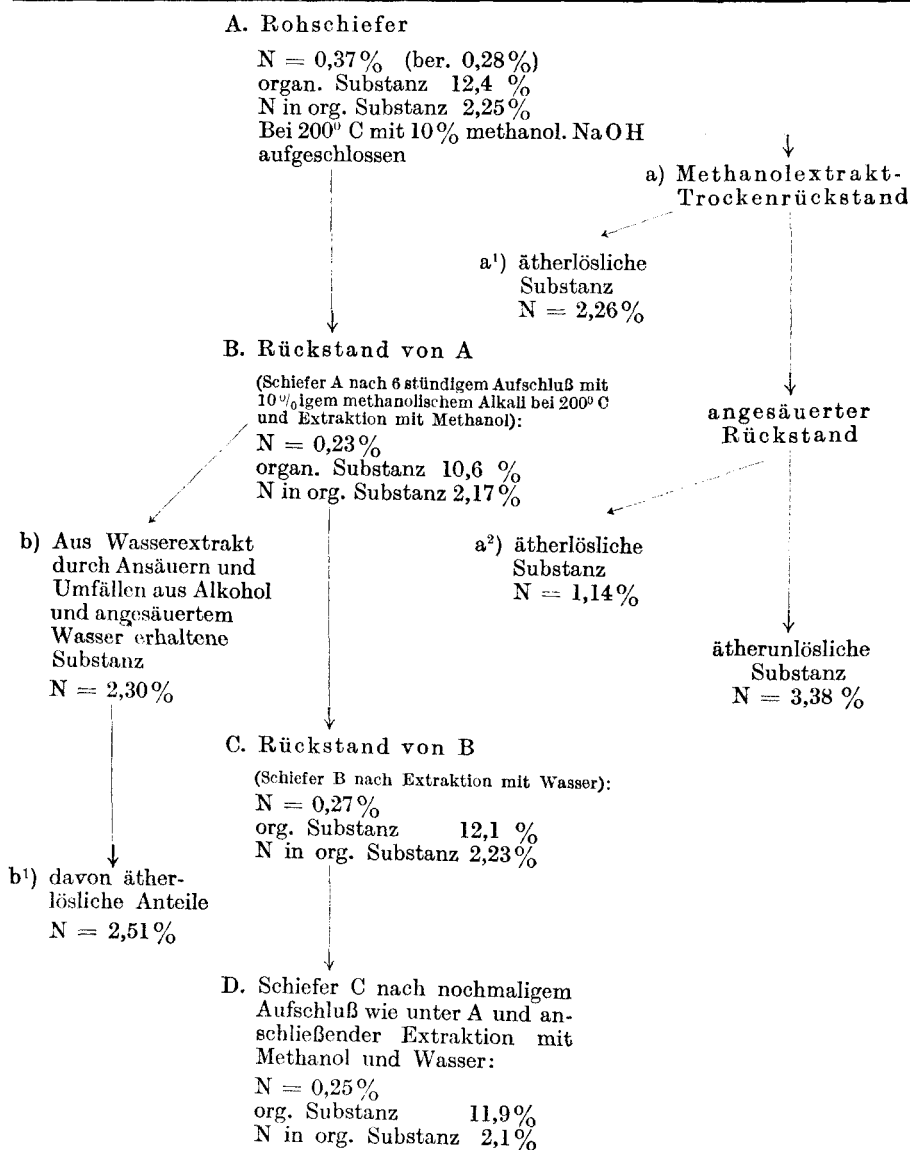 A. Rohschiefer
N = 0,37% (ber. 0,28%)
organ. Substanz 12,4 %
N in org. Substanz 2,25%
Bei 200⁰ C mit 10% methanol. NaOH
aufgeschlossen
a) Methanolextrakt-
Trockenrückstand
a¹) ätherlösliche
Substanz
N = 2,26%
B. Rückstand von A
(Schiefer A nach 6 stündigem Aufschluß mit
10%igem methanolischem Alkali bei 200⁰ C
und Extraktion mit Methanol):
N = 0,23%
organ. Substanz 10,6 %
N in org. Substanz 2,17%
angesäuerter
Rückstand
b) Aus Wasserextrakt
durch Ansäuern und
Umfällen aus Alkohol
und angesäuertem
Wasser erhaltene
Substanz
N = 2,30%
a²) ätherlösliche
Substanz
N = 1,14%
ätherunlösliche
Substanz
N = 3,38 %
C. Rückstand von B
(Schiefer B nach Extraktion mit Wasser):
N = 0,27%
org. Substanz 12,1 %
N in org. Substanz 2,23%
b¹) davon äther-
lösliche Anteile
N = 2,51%
D. Schiefer C nach nochmaligem
Aufschluß wie unter A und an-
schließender Extraktion mit
Methanol und Wasser:
N = 0,25%
org. Substanz 11,9%
N in org. Substanz 2,1%